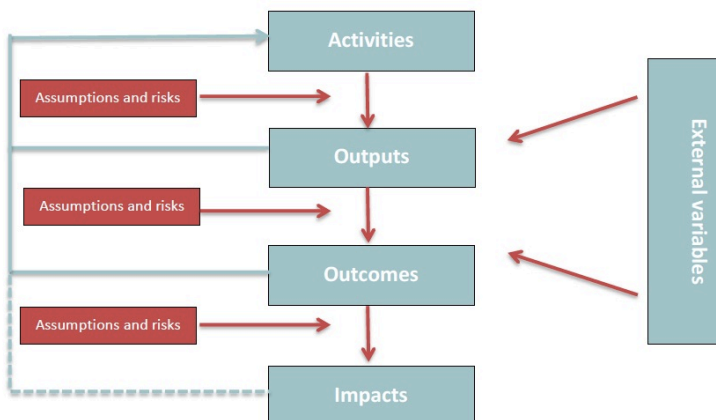 Activities
Assumptions and risks
Outputs
Assumptions and risks
Outcomes
Assumptions and risks
Impacts
External variables